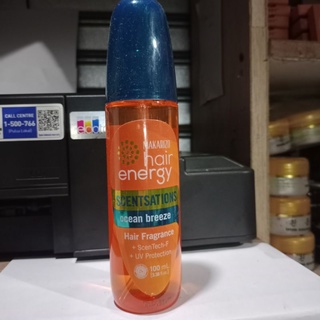 CALL CENTRE
1-500-766
MAKARIZO
hair
energy
SCENTSATIONS
ocean breeze
Hair Fragrance
+ ScenTech-F
+ UV Protection
100 mL